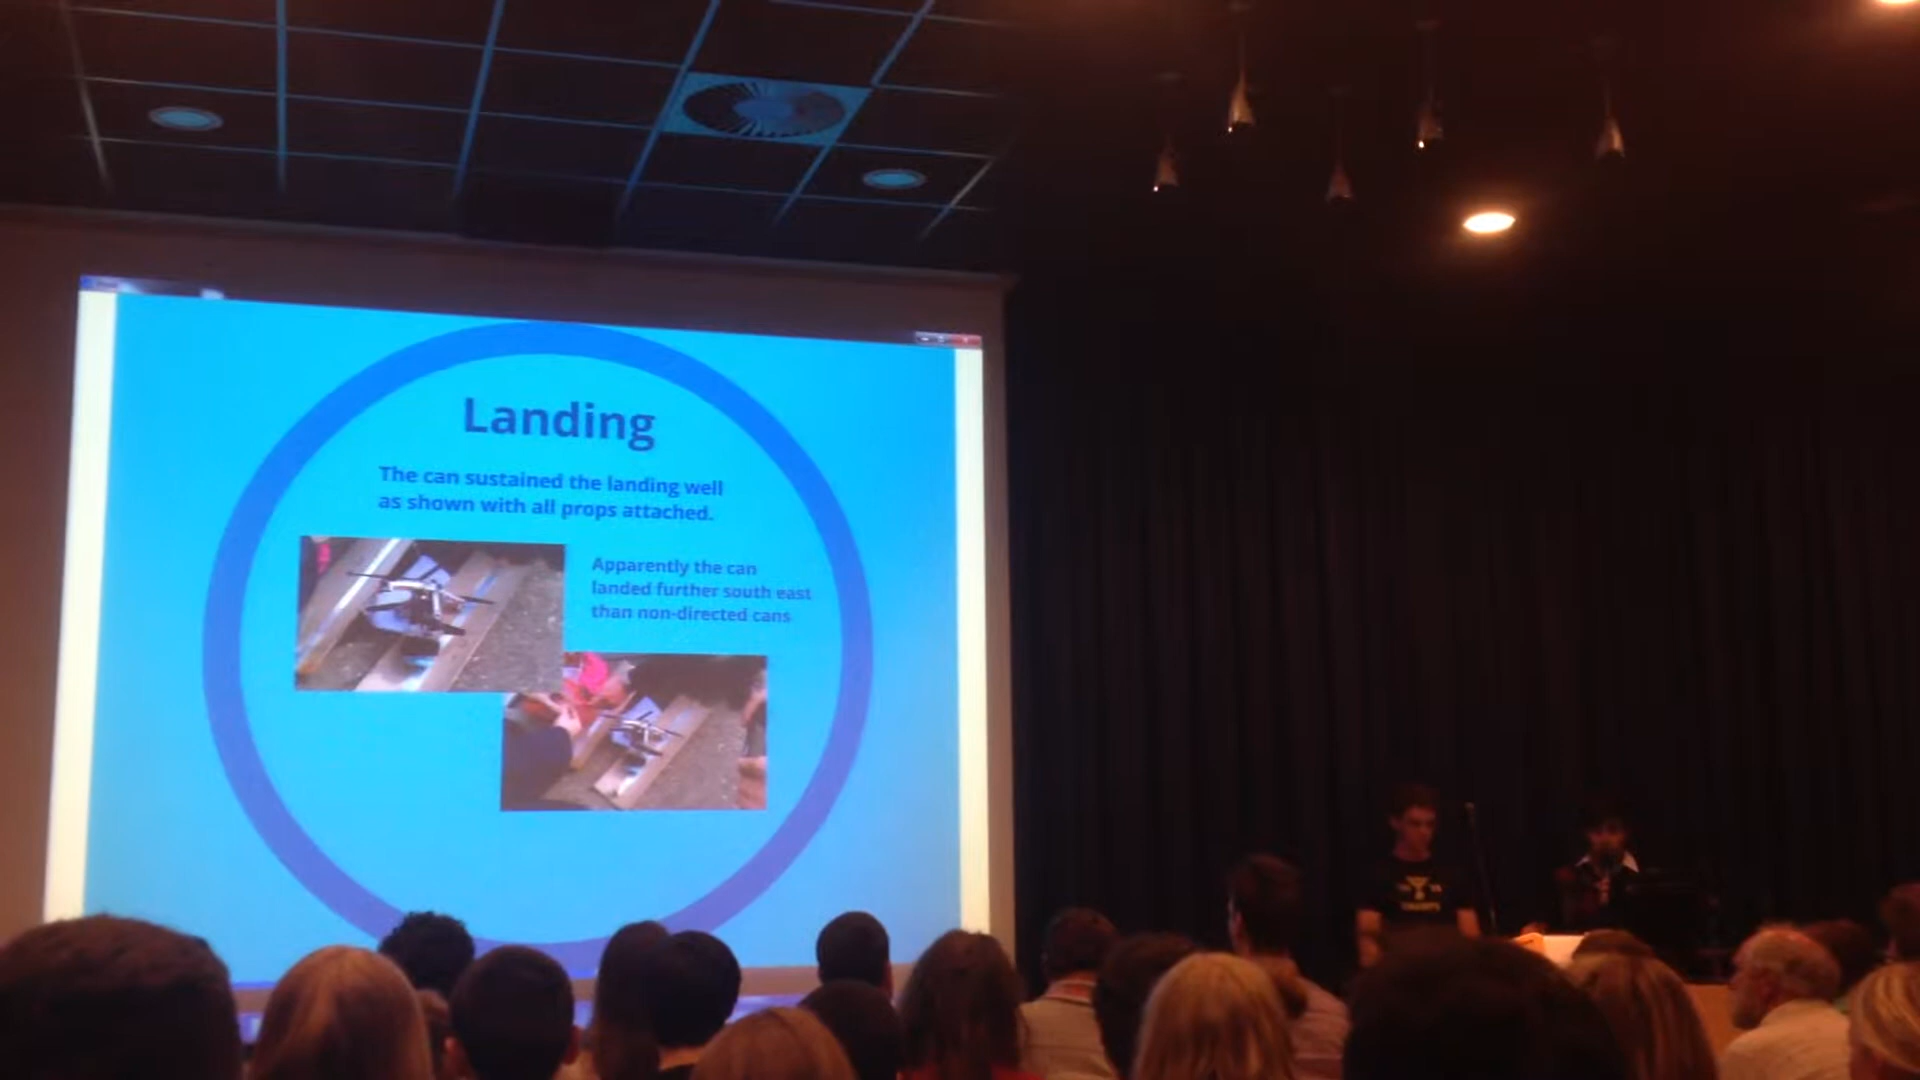 Landing
The can sustained the landing well
as shown with all props attached.
Apparently the can
landed further south east
than non-directed cans